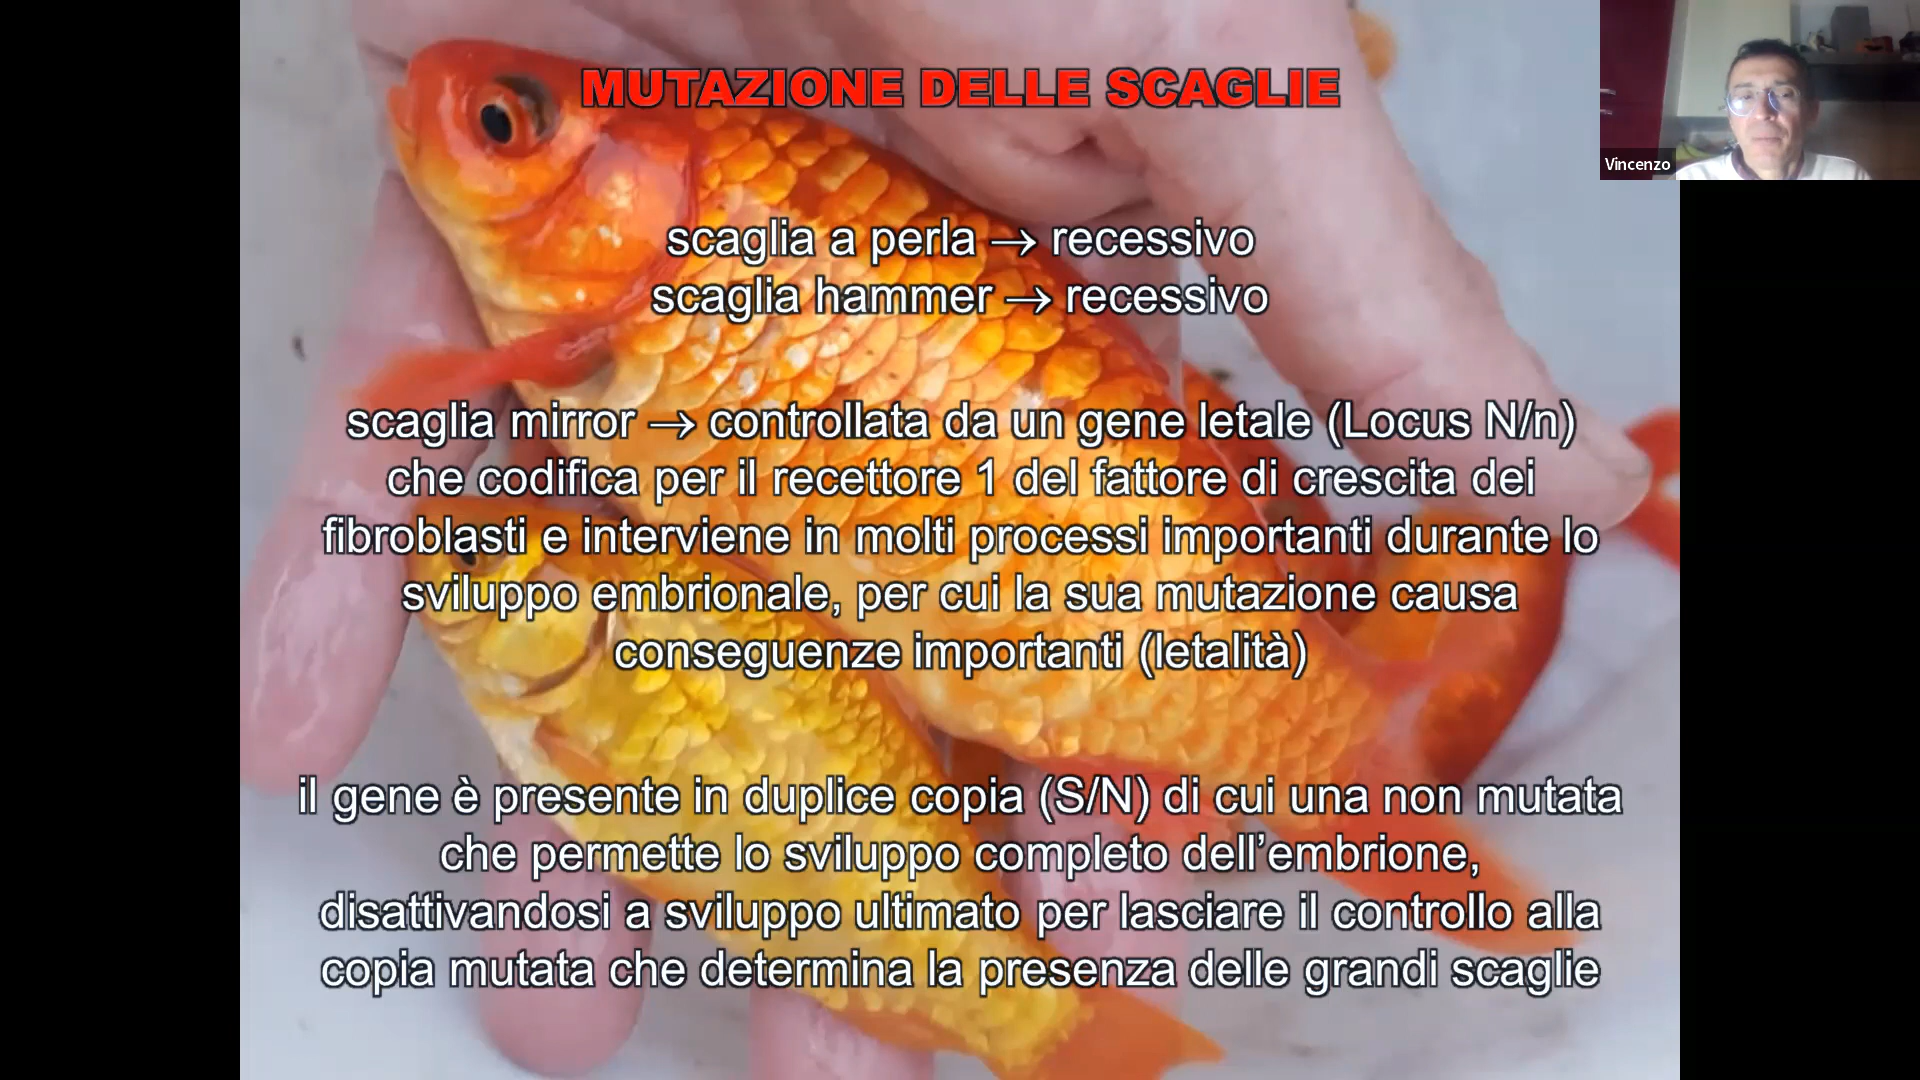 MUTAZIONE DELLE SCAGLIE
Vincenzo
scaglia a perla → recessivo
scaglia hammer → recessivo
scaglia mirror → controllata da un gene letale (Locus N/n)
che codifica per il recettore 1 del fattore di crescita dei
fibroblasti e interviene in molti processi importanti durante lo
sviluppo embrionale, per cui la sua mutazione causa
conseguenze importanti (letalità)
il gene è presente in duplice copia (S/N) di cui una non mutata
che permette lo sviluppo completo dell’embrione,
disattivandosi a sviluppo ultimato per lasciare il controllo alla
copia mutata che determina la presenza delle grandi scaglie